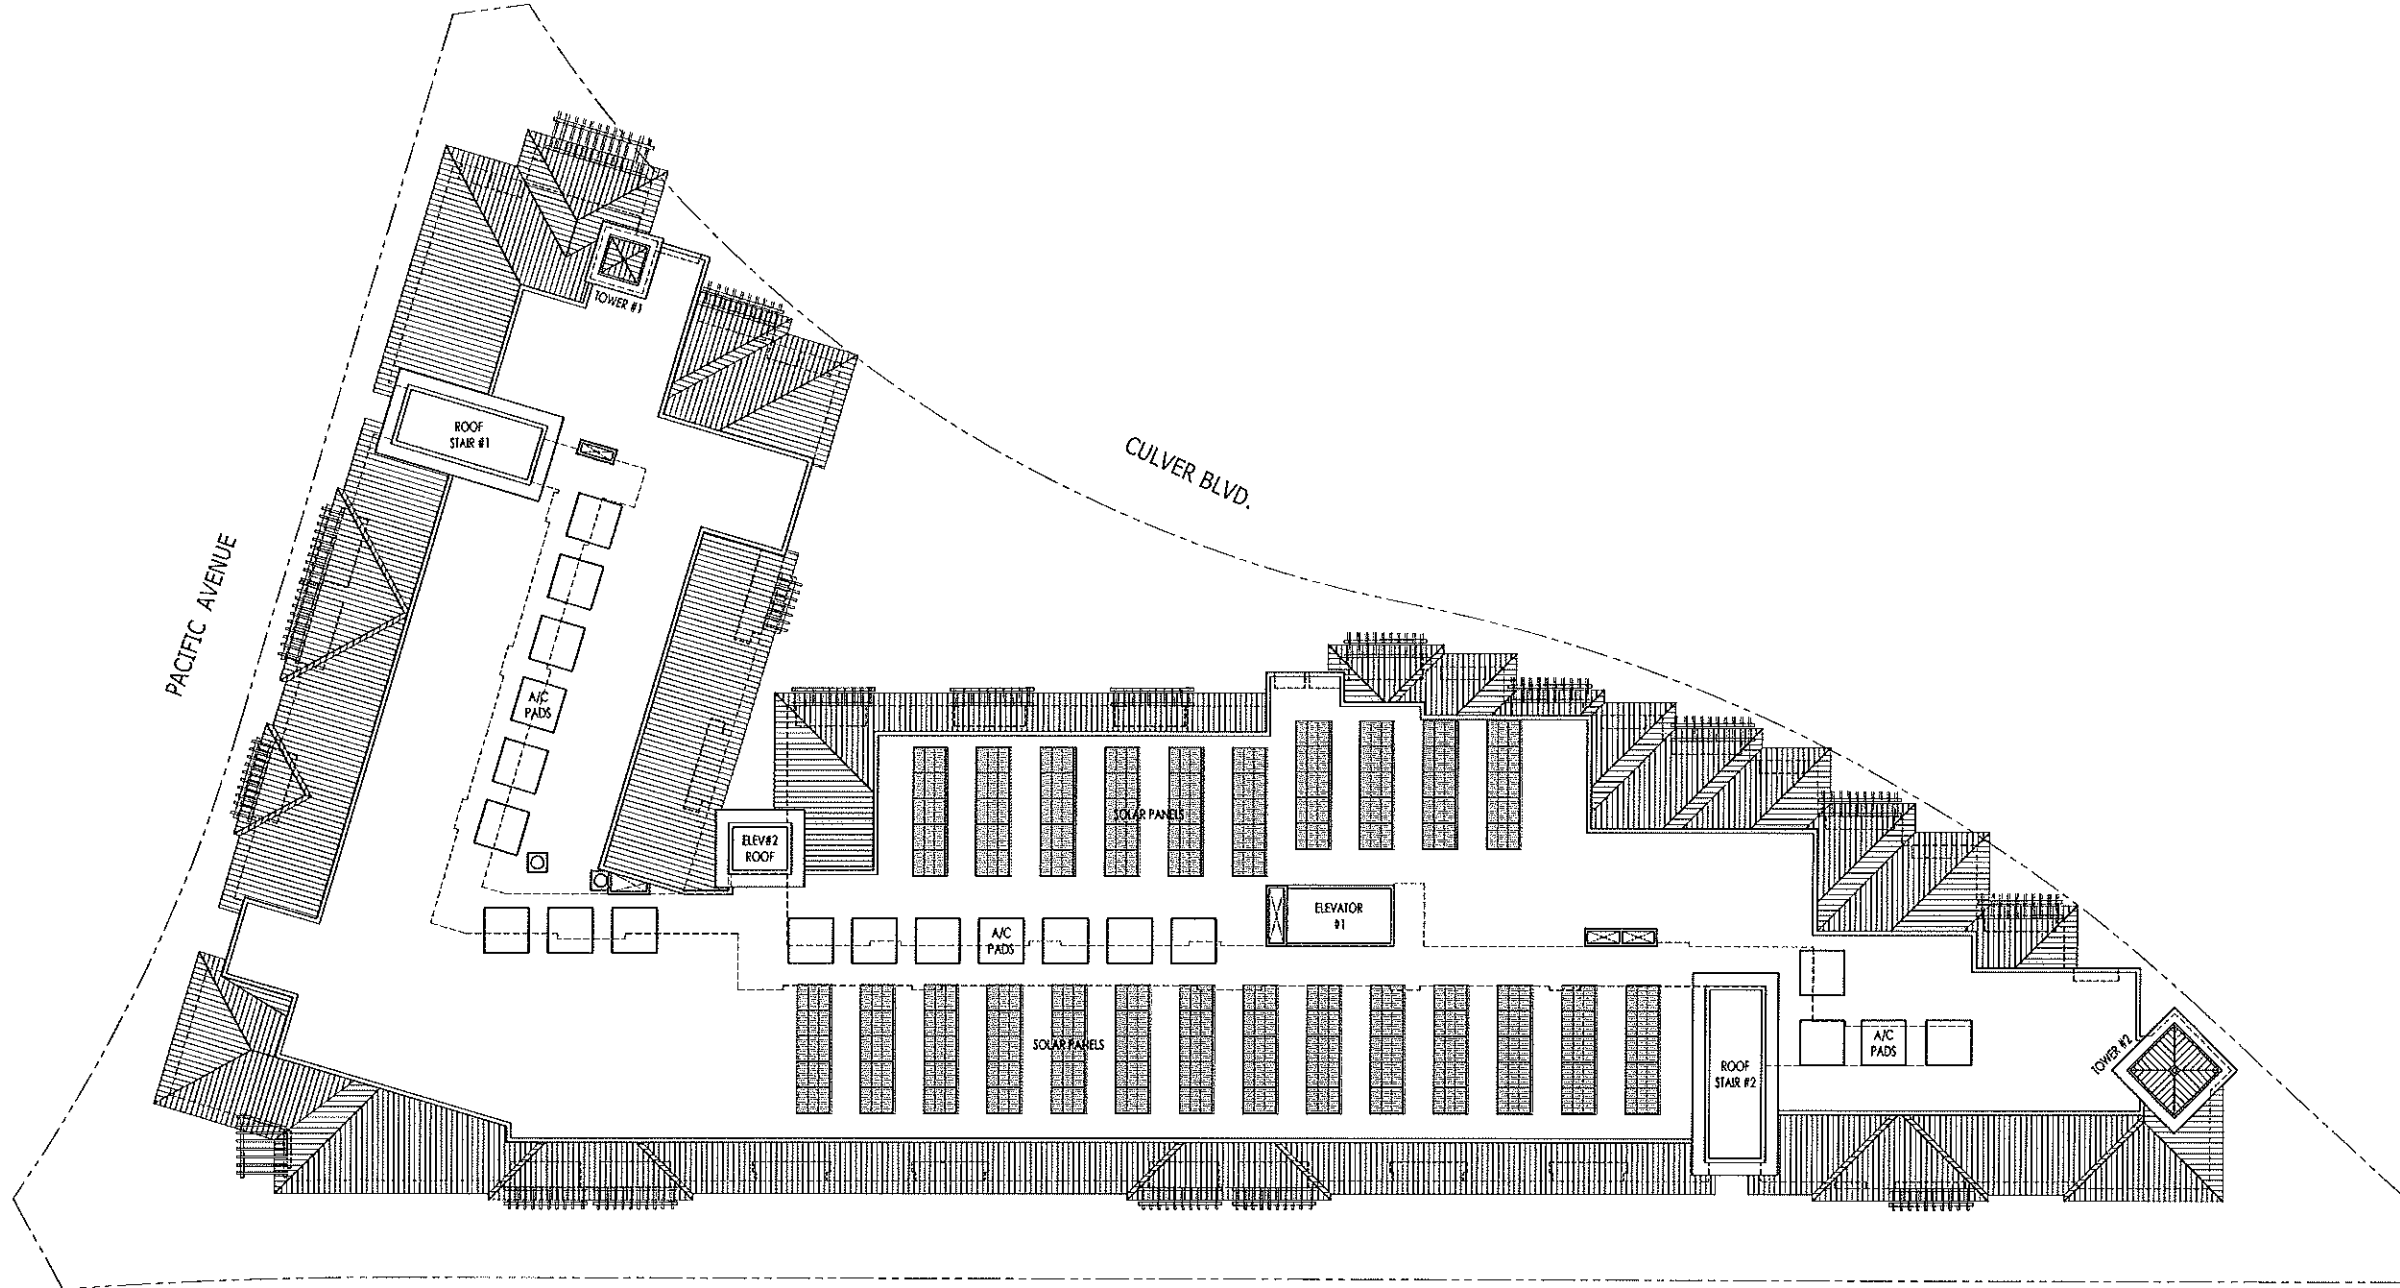 TOWER #1
ROOF
STAIR #1
CULVER BLVD.
PACIFIC AVENUE
A/C
PADS
SOLAR PANELS
ELEV#2
ROOF
ELEVATOR
#1
A/C
PADS
SOLAR PANELS
ROOF
STAIR #2
A/C
PADS
TOWER #2